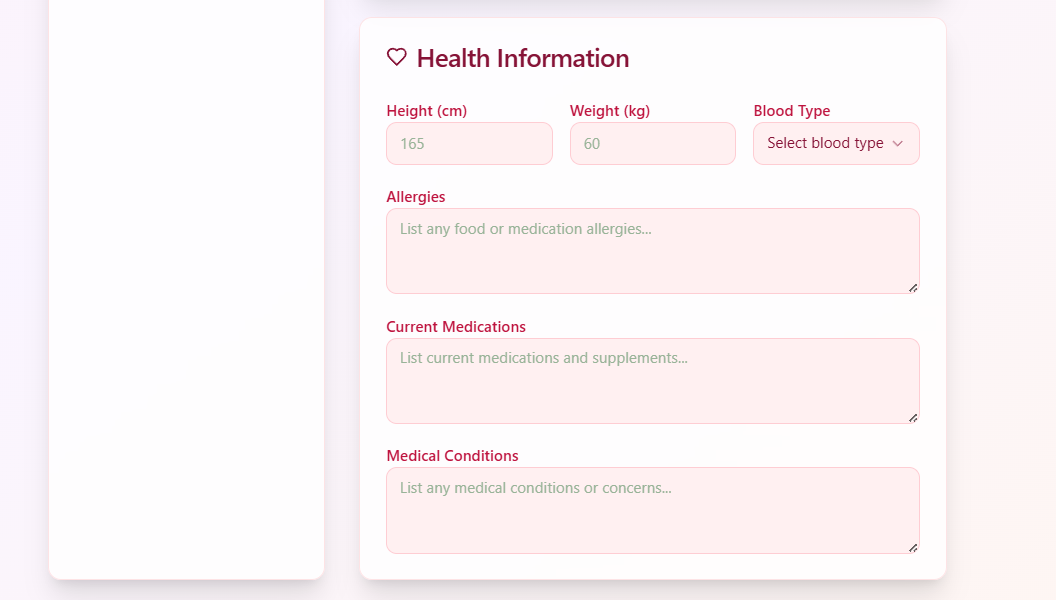 Health Information
Height (cm) Weight (kg) Blood Type
165 60 Select blood type
Allergies
List any food or medication allergies...
Current Medications
List current medications and supplements...
Medical Conditions
List any medical conditions or concerns...